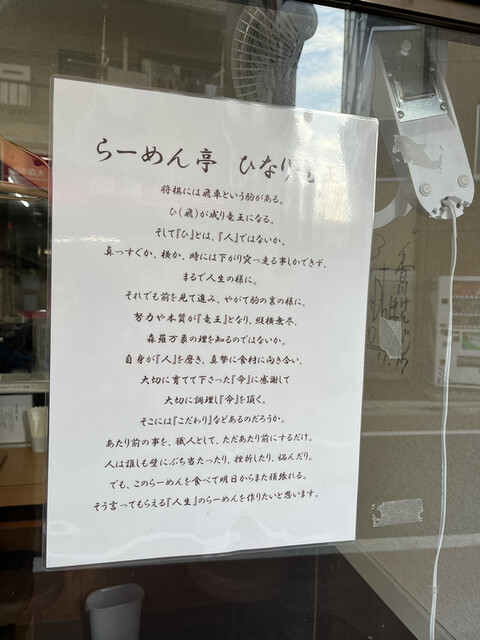 らーめん亭 ひなり竜
将棋には飛車という駒がある。
ひ(飛)が成り竜王になる。
そして『ひ』とは、『人』ではないか。
真っすぐか、横か、時には下がり突っ走る事しかできず、
まるで人生の様に。
それでも前を見て進み、やがて駒の裏の様に、
努力や本質が『竜王』となり、縦横無尽、
森羅万象の理を知るのではないか。
自身が『人』を磨き、真摯に食材に向き合い、
大切に育てて下さった『命』に感謝して
大切に調理し『命』を頂く。
そこには『こだわり』などあるのだろうか。
あたり前の事を、職人として、ただあたり前にするだけ。
人は誰しも壁にぶち当たったり、挫折したり、悩んだり。
でも、このらーめんを食べて明日からまた頑張れる。
そう言ってもらえる『人生』のらーめんを作りたいと思います。